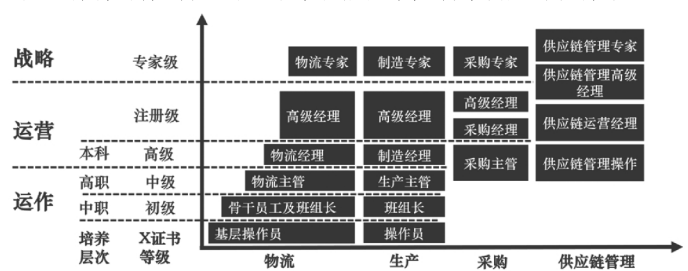 战略
专家级
物流专家
制造专家
采购专家
供应链管理专家
供应链管理高级
经理
运营
注册级
高级经理
高级经理
高级经理
采购经理
供应链运营经理
本科
高级
物流经理
制造经理
采购主管
供应链管理操作
运作
高职
中级
物流主管
生产主管
中职
初级
骨干员工及班组长
班组长
培养
层次
X证书
等级
基层操作员
操作员
物流
生产
采购
供应链管理